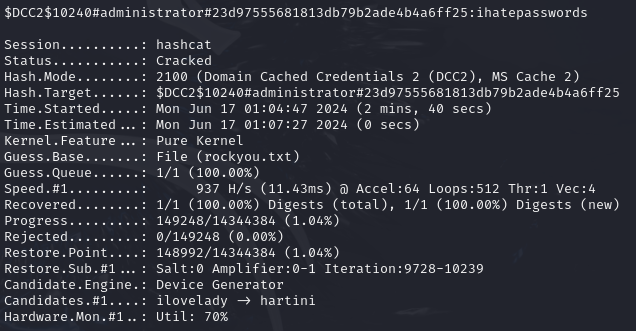 $DCC2$10240#administrator#23d97555681813db79b2ade4b4a6ff25:ihatepasswords
Session..........: hashcat
Status...........: Cracked
Hash.Mode........: 2100 (Domain Cached Credentials 2 (DCC2), MS Cache 2)
Hash.Target......: $DCC2$10240#administrator#23d97555681813db79b2ade4b4a6ff25
Time.Started.....: Mon Jun 17 01:04:47 2024 (2 mins, 40 secs)
Time.Estimated...: Mon Jun 17 01:07:27 2024 (0 secs)
Kernel.Feature...: Pure Kernel
Guess.Base.......: File (rockyou.txt)
Guess.Queue......: 1/1 (100.00%)
Speed.#1.........:      937 H/s (11.43ms) @ Accel:64 Loops:512 Thr:1 Vec:4
Recovered........: 1/1 (100.00%) Digests (total), 1/1 (100.00%) Digests (new)
Progress.........: 149248/14344384 (1.04%)
Rejected.........: 0/149248 (0.00%)
Restore.Point....: 148992/14344384 (1.04%)
Restore.Sub.#1...: Salt:0 Amplifier:0-1 Iteration:9728-10239
Candidate.Engine.: Device Generator
Candidates.#1....: ilovelady -> hartini
Hardware.Mon.#1..: Util: 70%